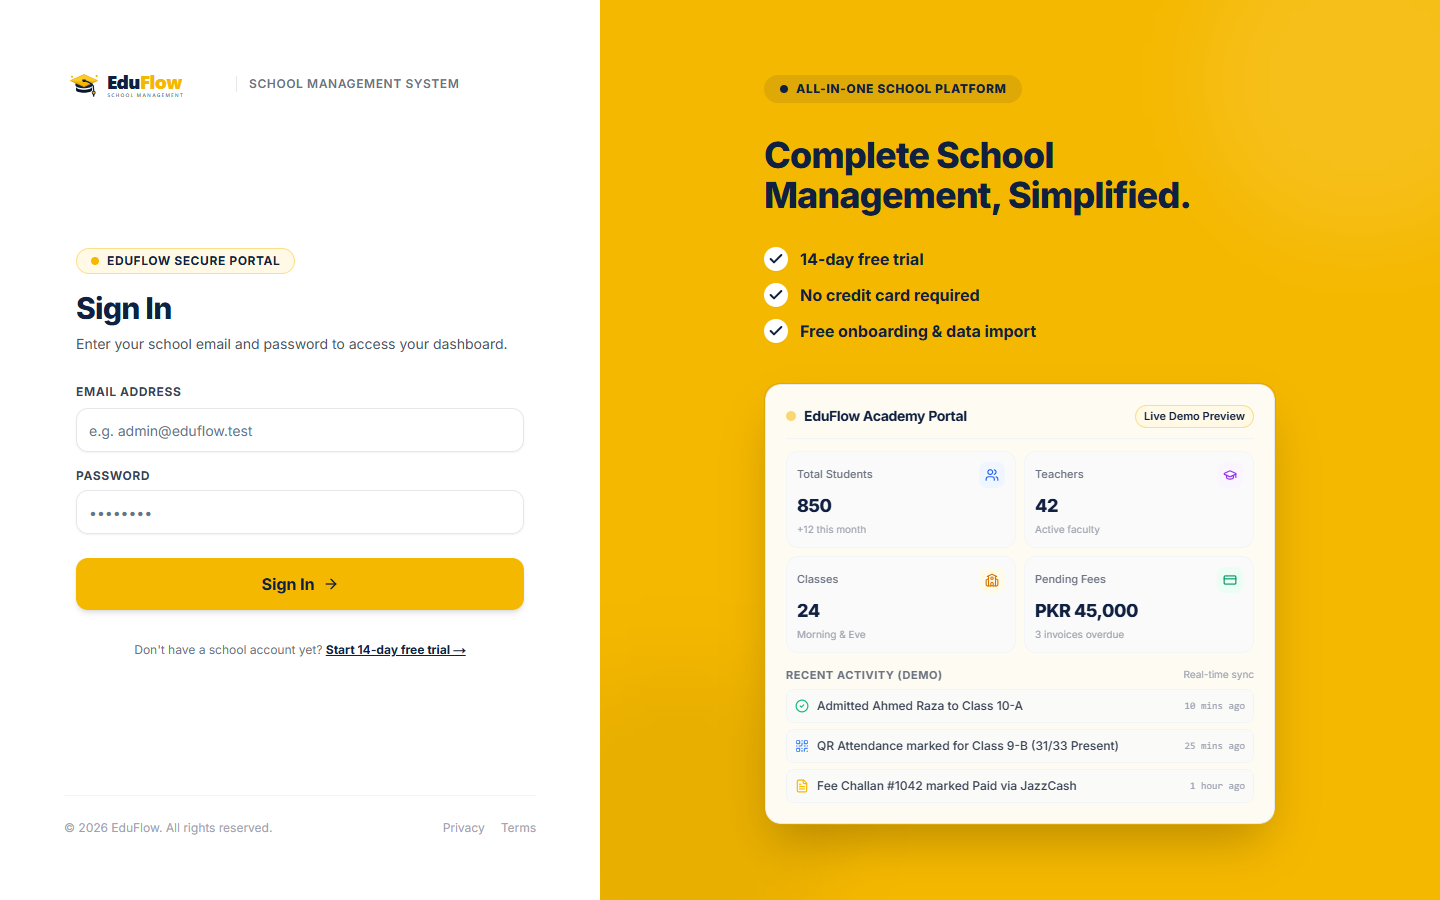 EduFlow
SCHOOL MANAGEMENT
SCHOOL MANAGEMENT SYSTEM
EDUFLOW SECURE PORTAL
Sign In
Enter your school email and password to access your dashboard.
EMAIL ADDRESS
e.g. admin@eduflow.test
PASSWORD
••••••••
Sign In →
Don't have a school account yet? Start 14-day free trial →
© 2026 EduFlow. All rights reserved.
Privacy Terms
ALL-IN-ONE SCHOOL PLATFORM
Complete School
Management, Simplified.
14-day free trial
No credit card required
Free onboarding & data import
EduFlow Academy Portal
Live Demo Preview
Total Students
850
+12 this month
Teachers
42
Active faculty
Classes
24
Morning & Eve
Pending Fees
PKR 45,000
3 invoices overdue
RECENT ACTIVITY (DEMO)
Real-time sync
Admitted Ahmed Raza to Class 10-A
10 mins ago
QR Attendance marked for Class 9-B (31/33 Present)
25 mins ago
Fee Challan #1042 marked Paid via JazzCash
1 hour ago